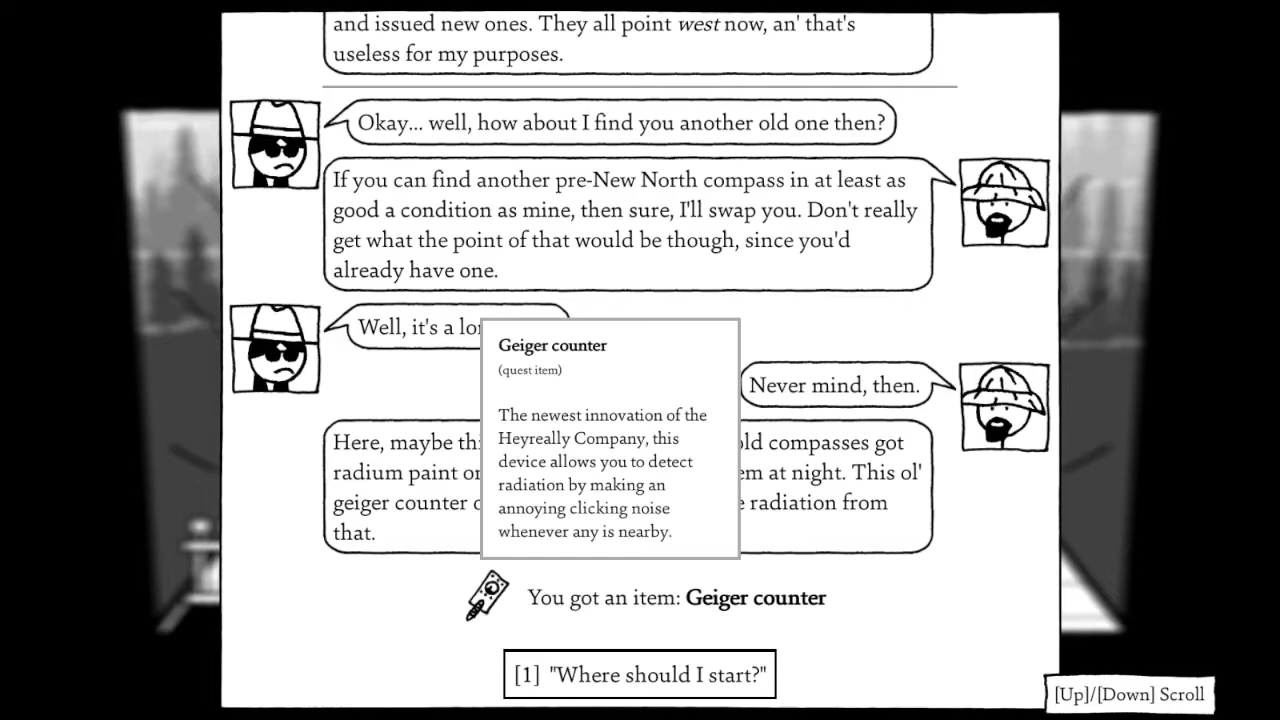 and issued new ones. They all point west now, an' that's
useless for my purposes.
Okay... well, how about I find you another old one then?
If you can find another pre-New North compass in at least as
good a condition as mine, then sure, I'll swap you. Don't really
get what the point of that would be though, since you'd
already have one.
Well, it's a
Never mind, then.
Here, maybe old compasses got
radium paint at night. This ol'
geiger counter radiation from
that.
Geiger counter
(quest item)
The newest innovation of the
Heyreally Company, this
device allows you to detect
radiation by making an
annoying clicking noise
whenever any is nearby.
You got an item: Geiger counter
[1] "Where should I start?"
[Up]/[Down] Scroll